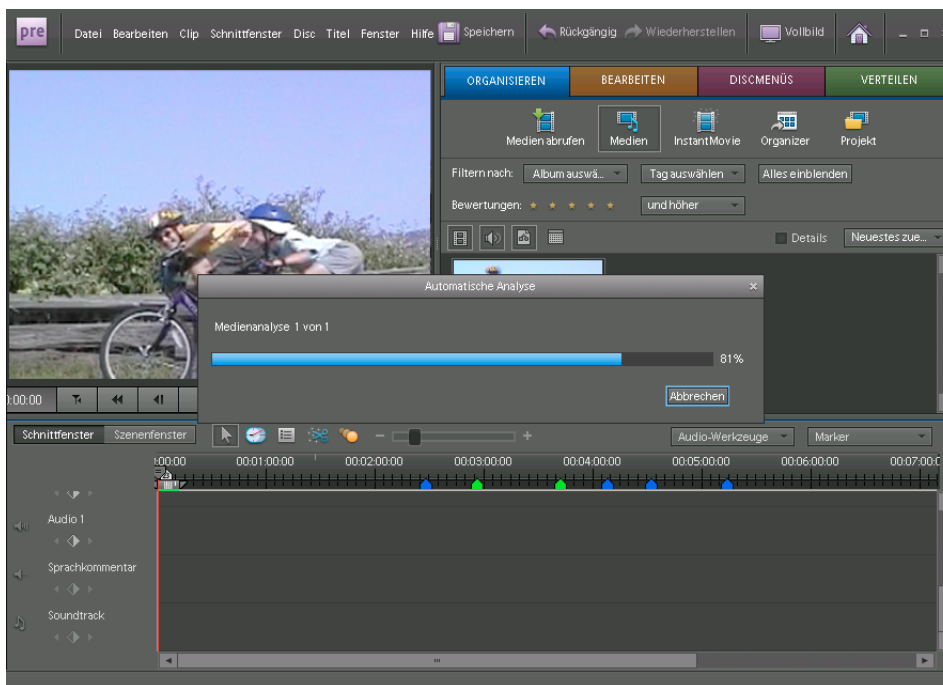 pre Datei Bearbeiten Clip Schnittfenster Disc Titel Fenster Hilfe Speichern Rückgängig Wiederherstellen Vollbild
ORGANISIEREN BEARBEITEN DISCMENÜS VERTEILEN
Medien abrufen Medien InstantMovie Organizer Projekt
Filtern nach: Album auswä... Tag auswählen Alles einblenden
Bewertungen: und höher
Details Neuestes zue...
Automatische Analyse
Medienanalyse 1 von 1
81%
Abbrechen
:00:00
Schnittfenster Szenenfenster Audio-Werkzeuge Marker
:00:00 00:01:00:00 00:02:00:00 00:03:00:00 00:04:00:00 00:05:00:00 00:06:00:00 00:07:00:0
Audio 1
Sprachkommentar
Soundtrack